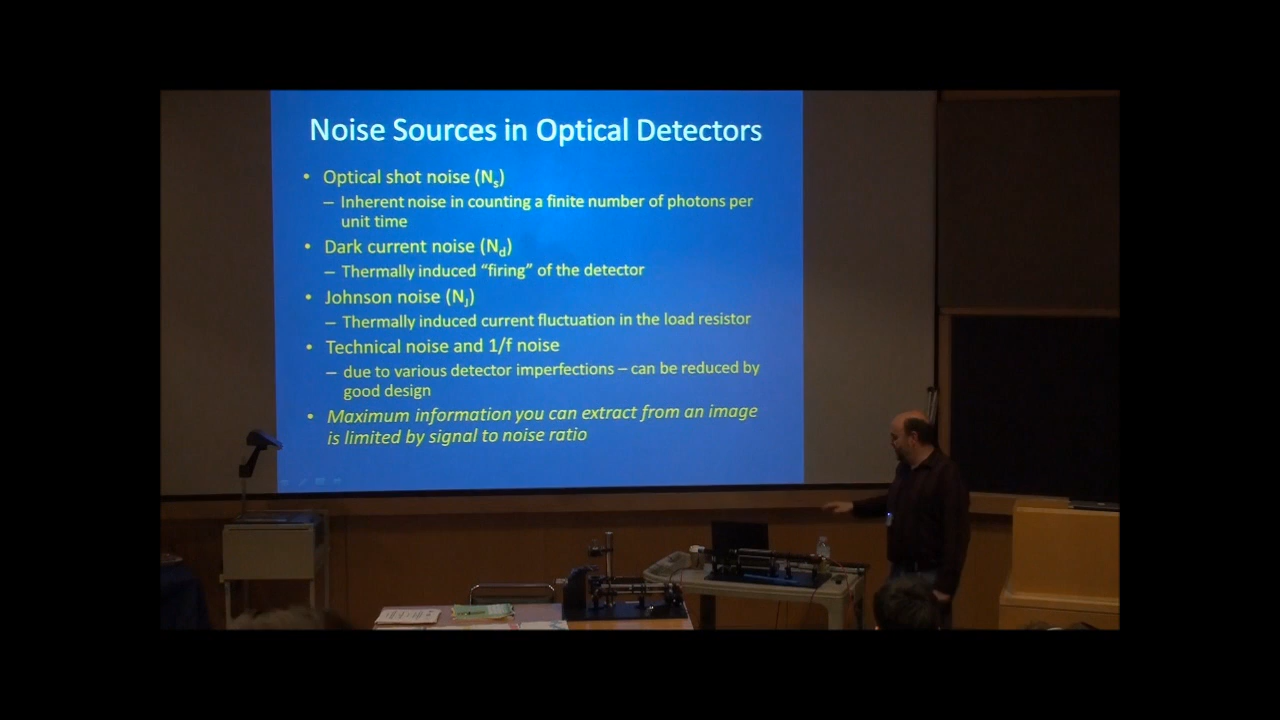 Noise Sources in Optical Detectors
• Optical shot noise (Ns)
– Inherent noise in counting a finite number of photons per
unit time
• Dark current noise (Nd)
– Thermally induced “firing” of the detector
• Johnson noise (NJ)
– Thermally induced current fluctuation in the load resistor
• Technical noise and 1/f noise
– due to various detector imperfections – can be reduced by
good design
• Maximum information you can extract from an image
is limited by signal to noise ratio